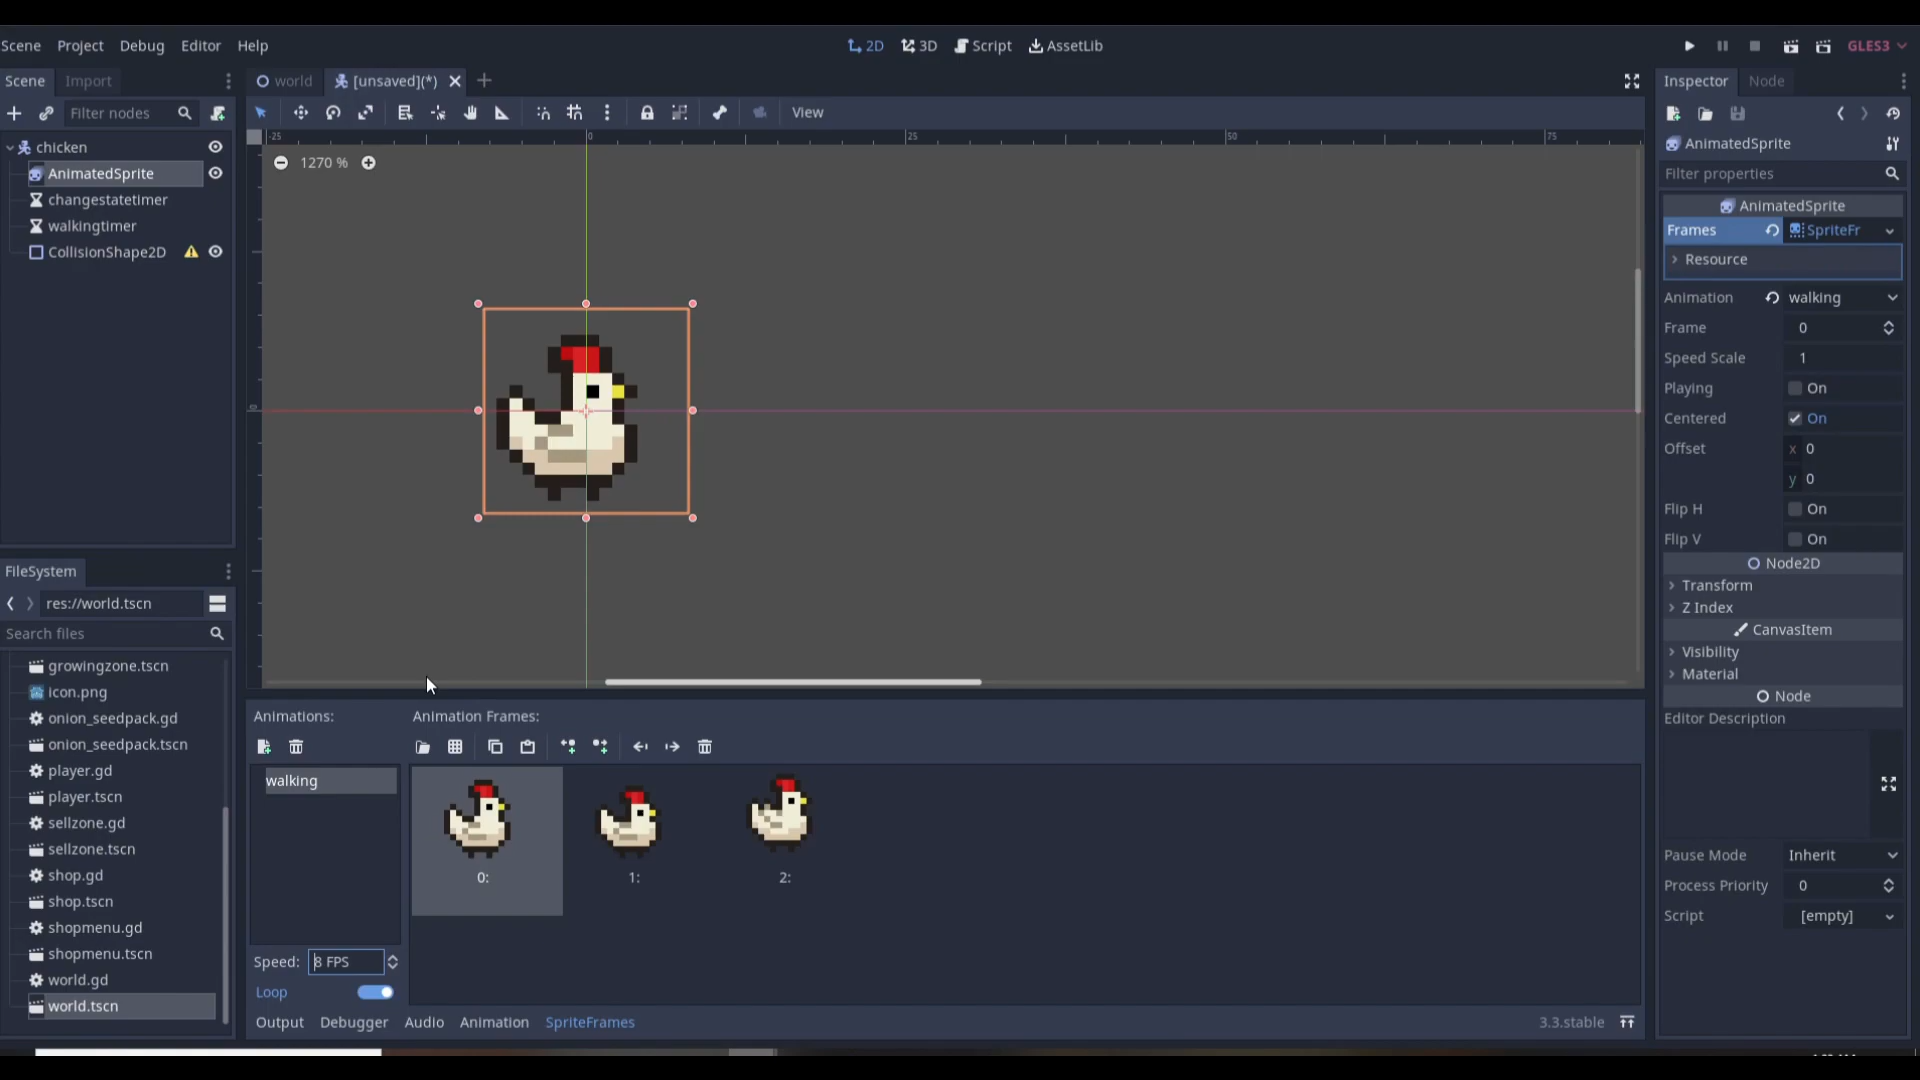 Scene Project Debug Editor Help
2D 3D Script AssetLib
GLES3
Scene Import
world [unsaved](*)
Inspector Node
Filter nodes
View
-25 0 25 50 75
chicken
AnimatedSprite
changestatetimer
walkingtimer
CollisionShape2D
1270 %
0
AnimatedSprite
Filter properties
AnimatedSprite
Frames SpriteFr
Resource
Animation walking
Frame 0
Speed Scale 1
Playing On
Centered On
Offset x 0
y 0
Flip H On
Flip V On
Node2D
Transform
Z Index
CanvasItem
Visibility
Material
Node
Editor Description
Pause Mode Inherit
Process Priority 0
Script [empty]
FileSystem
res://world.tscn
Search files
growingzone.tscn
icon.png
onion_seedpack.gd
onion_seedpack.tscn
player.gd
player.tscn
sellzone.gd
sellzone.tscn
shop.gd
shop.tscn
shopmenu.gd
shopmenu.tscn
world.gd
world.tscn
Animations: Animation Frames:
walking
0: 1: 2:
Speed: 8 FPS
Loop
Output Debugger Audio Animation SpriteFrames
3.3.stable